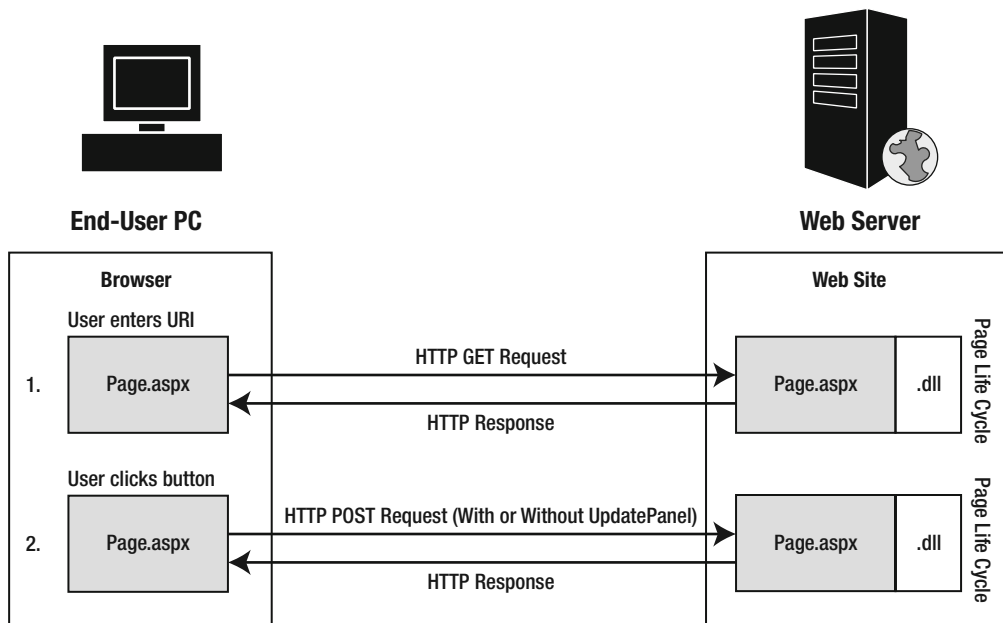 End-User PC
Web Server
Browser
Web Site
User enters URI
1.
Page.aspx
HTTP GET Request
HTTP Response
Page.aspx
.dll
Page Life Cycle
User clicks button
2.
Page.aspx
HTTP POST Request (With or Without UpdatePanel)
HTTP Response
Page.aspx
.dll
Page Life Cycle